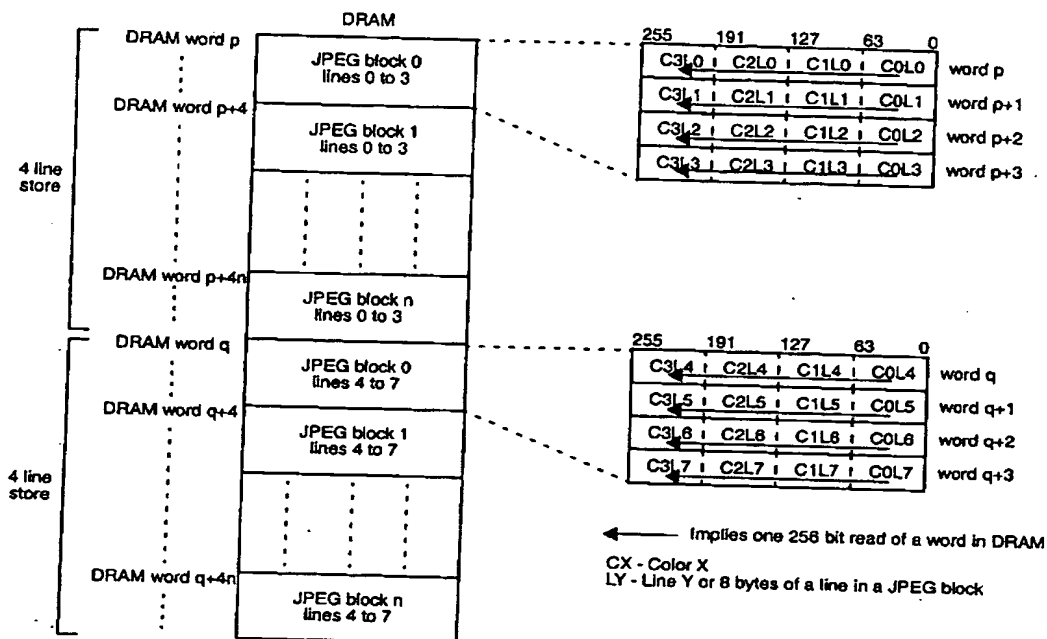 DRAM
DRAM word p
JPEG block 0
lines 0 to 3
DRAM word p+4
JPEG block 1
lines 0 to 3
4 line
store
DRAM word p+4n
JPEG block n
lines 0 to 3
255 191 127 63 0
C3L0 C2L0 C1L0 C0L0 word p
C3L1 C2L1 C1L1 C0L1 word p+1
C3L2 C2L2 C1L2 C0L2 word p+2
C3L3 C2L3 C1L3 C0L3 word p+3
DRAM word q
JPEG block 0
lines 4 to 7
DRAM word q+4
JPEG block 1
lines 4 to 7
4 line
store
DRAM word q+4n
JPEG block n
lines 4 to 7
255 191 127 63 0
C3L4 C2L4 C1L4 C0L4 word q
C3L5 C2L5 C1L5 C0L5 word q+1
C3L6 C2L6 C1L6 C0L6 word q+2
C3L7 C2L7 C1L7 C0L7 word q+3
Implies one 256 bit read of a word in DRAM
CX - Color X
LY - Line Y or 8 bytes of a line in a JPEG block